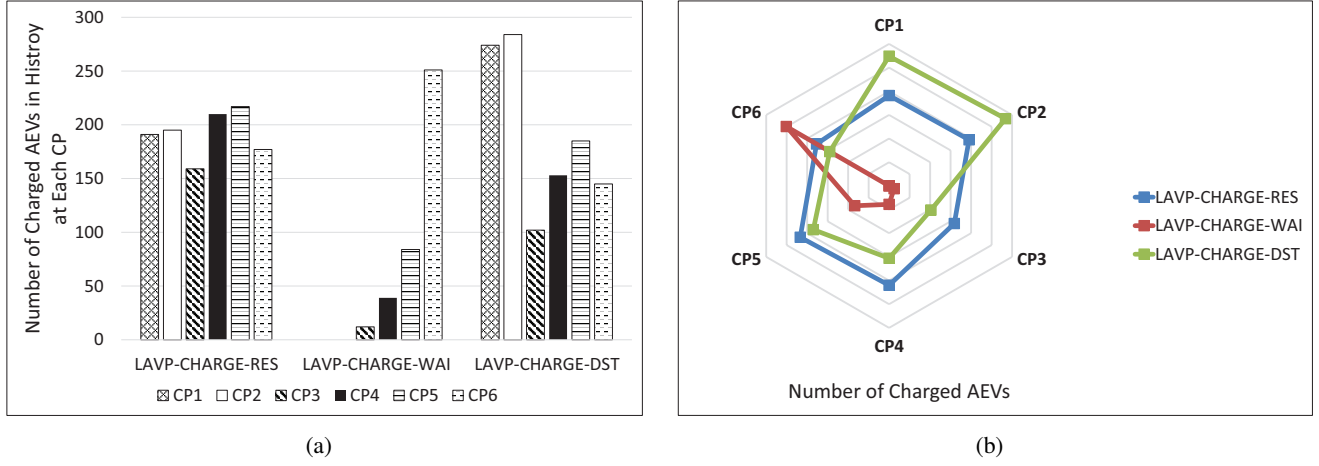 Number of Charged AEVs in Histroy
at Each CP
300
250
200
150
100
50
0
LAVP-CHARGE-RES
LAVP-CHARGE-WAI
LAVP-CHARGE-DST
CP1
CP2
CP3
CP4
CP5
CP6
(a)
CP1
CP2
CP3
CP4
CP5
CP6
LAVP-CHARGE-RES
LAVP-CHARGE-WAI
LAVP-CHARGE-DST
Number of Charged AEVs
(b)